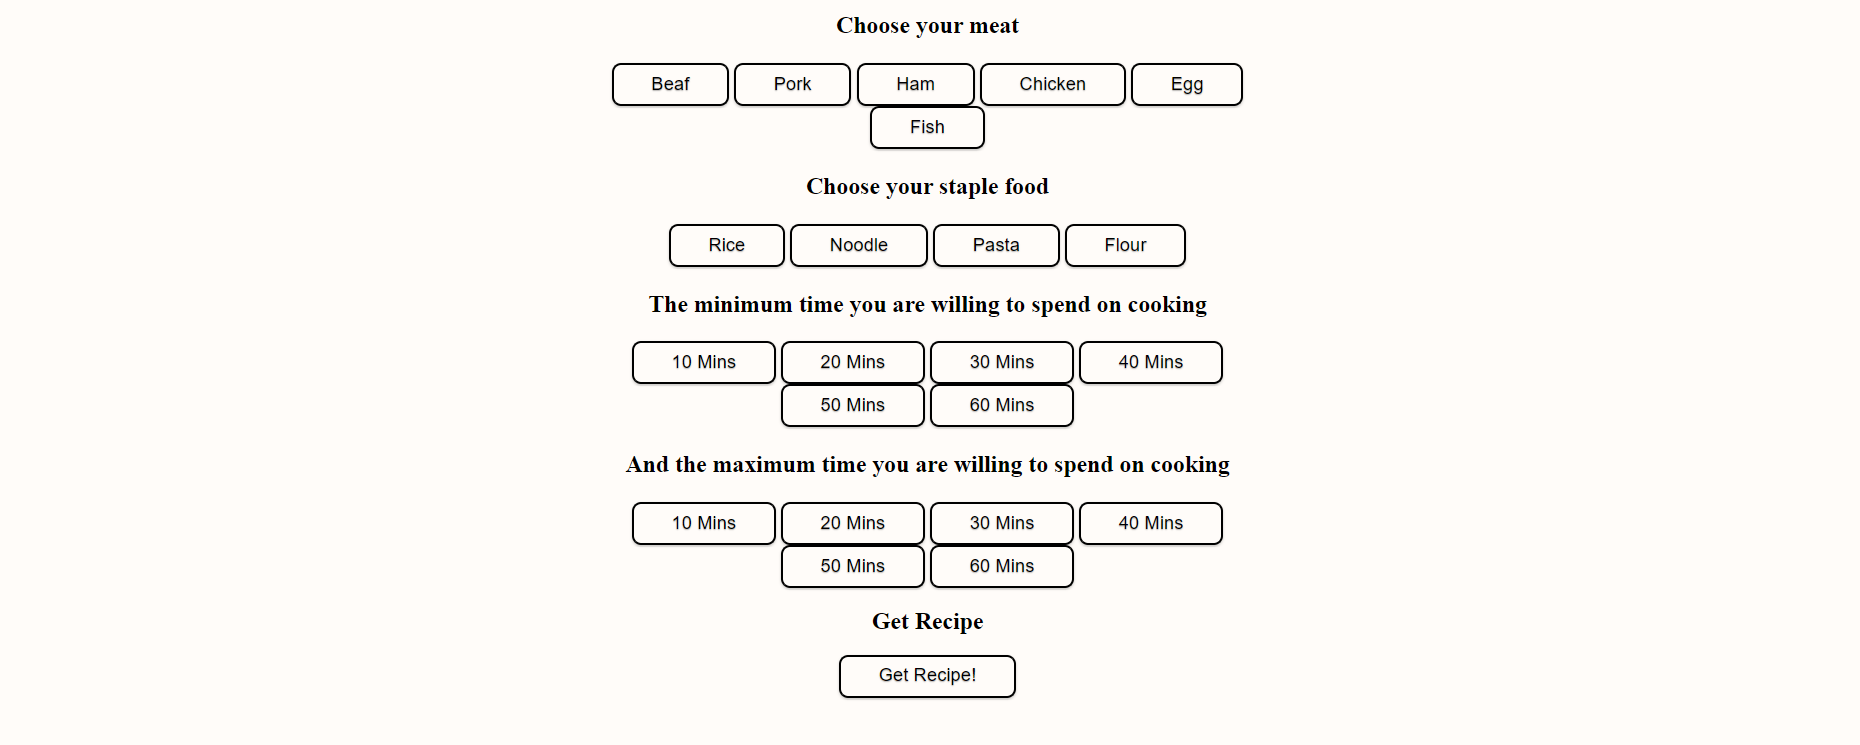 Choose your meat
Beaf Pork Ham Chicken Egg
Fish
Choose your staple food
Rice Noodle Pasta Flour
The minimum time you are willing to spend on cooking
10 Mins 20 Mins 30 Mins 40 Mins
50 Mins 60 Mins
And the maximum time you are willing to spend on cooking
10 Mins 20 Mins 30 Mins 40 Mins
50 Mins 60 Mins
Get Recipe
Get Recipe!